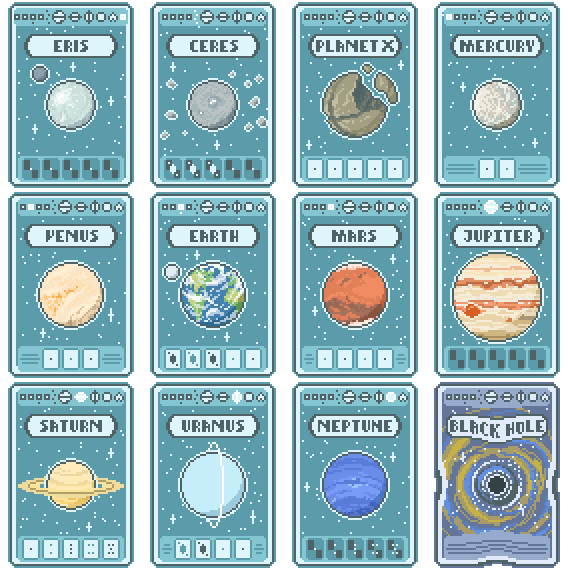 ERIS
CERES
PLANET X
MERCURY
VENUS
EARTH
MARS
JUPITER
SATURN
URANUS
NEPTUNE
BLACK HOLE